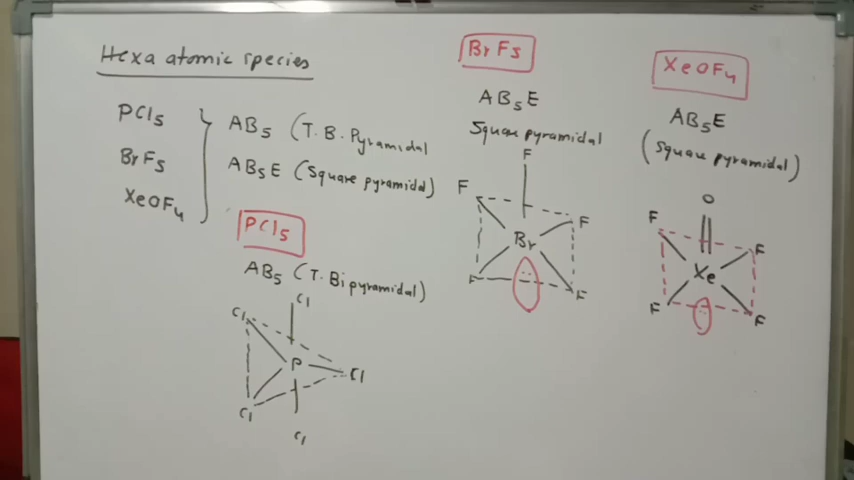 Hexa atomic species
PCl5
BrF5
XeOF4
AB5 (T.B. Pyramidal
AB5E (Square pyramidal)
PCl5
AB5 (T. Bipyramidal)
Cl
Cl
P
Cl
Cl
Cl
BrF5
AB5E
Square pyramidal
F
F
F
Br
F
F
XeOF4
AB5E
(Square pyramidal)
O
F
F
Xe
F
F